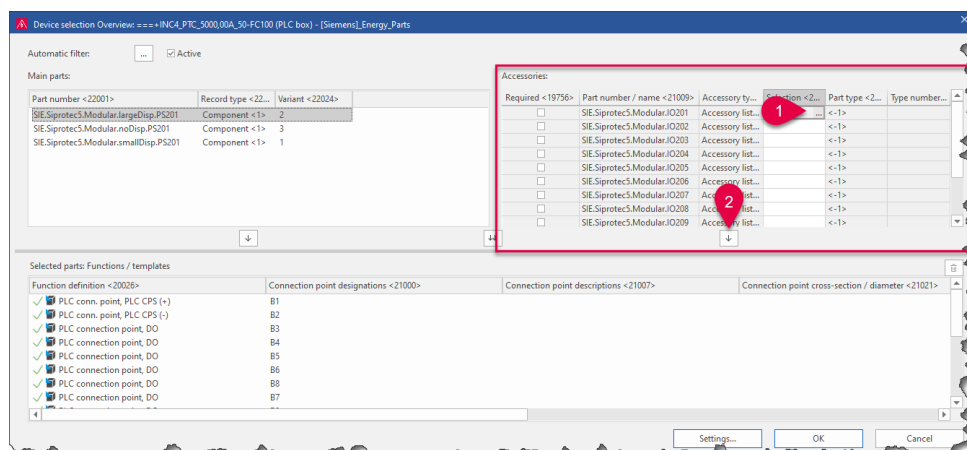 Device selection Overview: ===+INC4_PTC_5000,00A_50-FC100 (PLC box) - [Siemens]_Energy_Parts
Automatic filter: ... Active
Main parts:
Part number <22001> Record type <22... Variant <22024>
SIE.Siprotec5.Modular.largeDisp.PS201 Component <1> 2
SIE.Siprotec5.Modular.noDisp.PS201 Component <1> 3
SIE.Siprotec5.Modular.smallDisp.PS201 Component <1> 1
Accessories:
Required <19756> Part number / name <21009> Accessory ty... Selection <2... Part type <2... Type number...
SIE.Siprotec5.Modular.IO201 Accessory list... 1 ... <-1>
SIE.Siprotec5.Modular.IO202 Accessory list... <-1>
SIE.Siprotec5.Modular.IO203 Accessory list... <-1>
SIE.Siprotec5.Modular.IO204 Accessory list... <-1>
SIE.Siprotec5.Modular.IO205 Accessory list... <-1>
SIE.Siprotec5.Modular.IO206 Accessory list... <-1>
SIE.Siprotec5.Modular.IO207 Accessory list... <-1>
SIE.Siprotec5.Modular.IO208 Accessory list... <-1>
SIE.Siprotec5.Modular.IO209 Accessory list... <-1>
2
Selected parts: Functions / templates
Function definition <20026> Connection point designations <21000> Connection point descriptions <21007> Connection point cross-section / diameter <21021>
PLC conn. point, PLC CPS (+) B1
PLC conn. point, PLC CPS (-) B2
PLC connection point, DO B3
PLC connection point, DO B4
PLC connection point, DO B5
PLC connection point, DO B6
PLC connection point, DO B8
PLC connection point, DO B7
Settings... OK Cancel